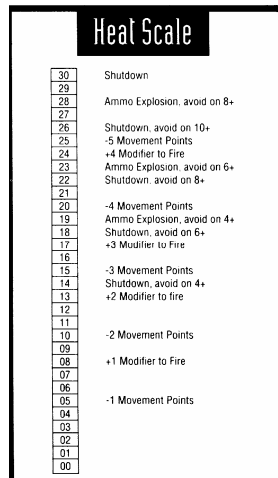 Heat Scale
30 Shutdown
29
28 Ammo Explosion, avoid on 8+
27
26 Shutdown, avoid on 10+
25 -5 Movement Points
24 +4 Modifier to Fire
23 Ammo Explosion, avoid on 6+
22 Shutdown, avoid on 8+
21
20 -4 Movement Points
19 Ammo Explosion, avoid on 4+
18 Shutdown, avoid on 6+
17 +3 Modifier to Fire
16
15 -3 Movement Points
14 Shutdown, avoid on 4+
13 +2 Modifier to fire
12
11
10 -2 Movement Points
09
08 +1 Modifier to Fire
07
06
05 -1 Movement Points
04
03
02
01
00